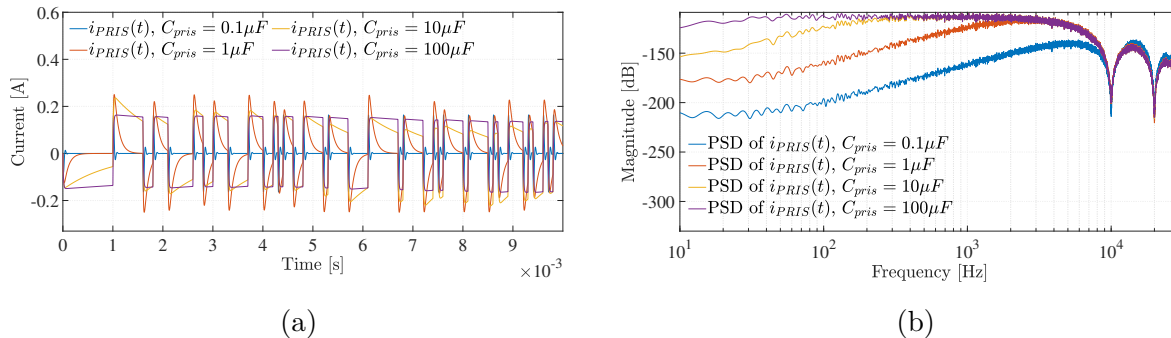 0.6
0.4
0.2
0
-0.2
Current [A]
i_PRIS(t), C_pris = 0.1μF
i_PRIS(t), C_pris = 10μF
i_PRIS(t), C_pris = 1μF
i_PRIS(t), C_pris = 100μF
0 1 2 3 4 5 6 7 8 9
Time [s]
×10⁻³
(a)
-150
-200
-250
-300
Magnitude [dB]
PSD of i_PRIS(t), C_pris = 0.1μF
PSD of i_PRIS(t), C_pris = 1μF
PSD of i_PRIS(t), C_pris = 10μF
PSD of i_PRIS(t), C_pris = 100μF
10¹ 10² 10³ 10⁴
Frequency [Hz]
(b)